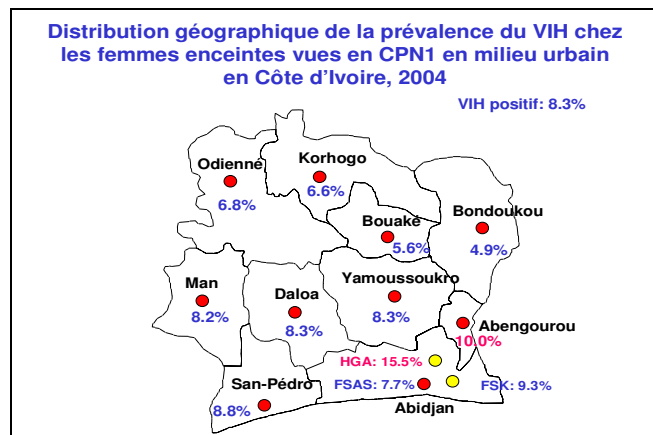 Distribution géographique de la prévalence du VIH chez
les femmes enceintes vues en CPN1 en milieu urbain
en Côte d'Ivoire, 2004
VIH positif: 8.3%
Odienné
6.8%
Korhogo
6.6%
Bouaké
5.6%
Bondoukou
4.9%
Man
8.2%
Daloa
8.3%
Yamoussoukro
8.3%
Abengourou
10.0%
HGA: 15.5%
FSAS: 7.7%
FSK: 9.3%
Abidjan
San-Pédro
8.8%